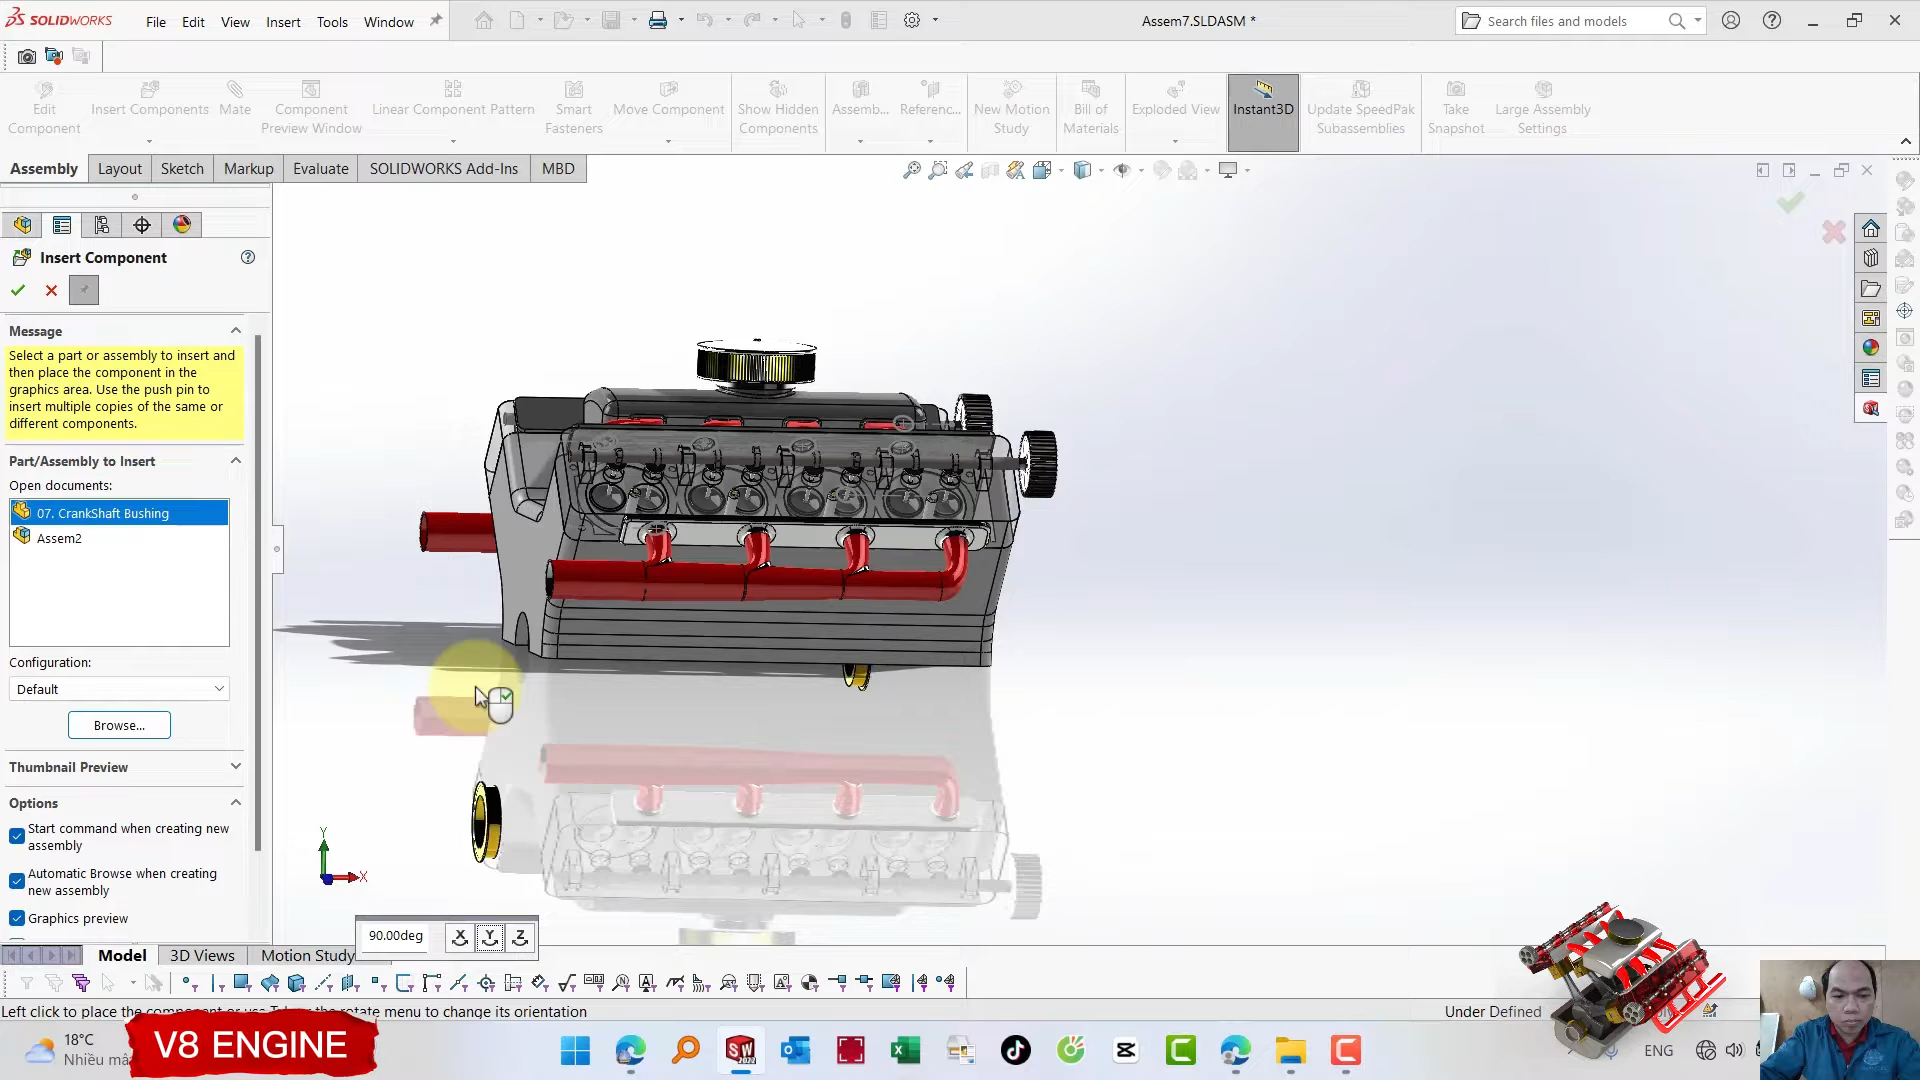 SOLIDWORKS
File Edit View Insert Tools Window
Assem7.SLDASM *
Search files and models
Edit Component
Insert Components
Mate
Component Preview Window
Linear Component Pattern
Smart Fasteners
Move Component
Show Hidden Components
Assemb...
Referenc...
New Motion Study
Bill of Materials
Exploded View
Instant3D
Update SpeedPak Subassemblies
Take Snapshot
Large Assembly Settings
Assembly Layout Sketch Markup Evaluate SOLIDWORKS Add-Ins MBD
Insert Component
Message
Select a part or assembly to insert and
then place the component in the
graphics area. Use the push pin to
insert multiple copies of the same or
different components.
Part/Assembly to Insert
Open documents:
07. CrankShaft Bushing
Assem2
Configuration:
Default
Browse...
Thumbnail Preview
Options
Start command when creating new
assembly
Automatic Browse when creating
new assembly
Graphics preview
Y
X
90.00deg X Y Z
Model 3D Views Motion Study
Left click to place the
the rotate menu to change its orientation
Under Defined
18°C
V8 ENGINE
ENG